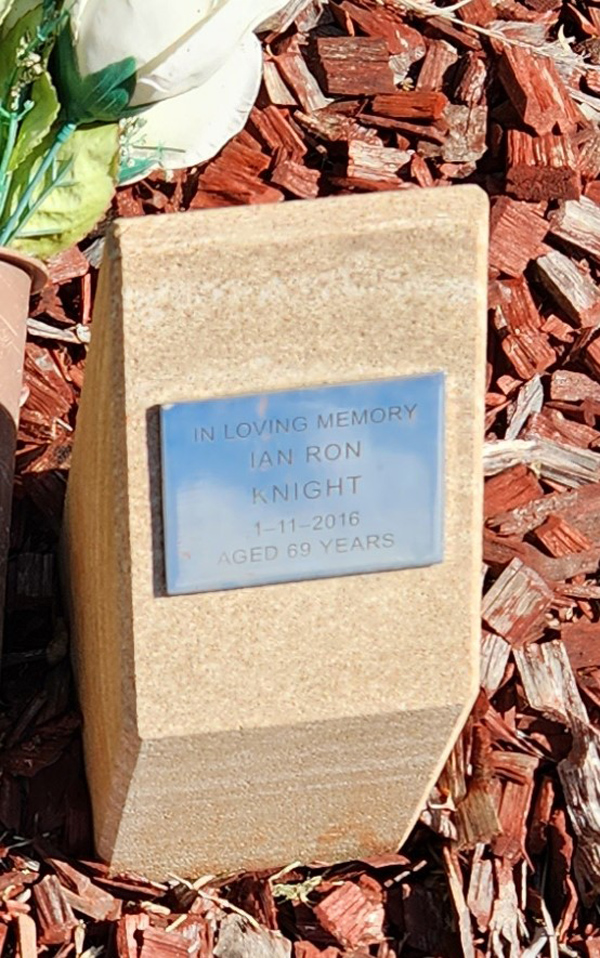 IN LOVING MEMORY
IAN RON
KNIGHT
1–11–2016
AGED 69 YEARS